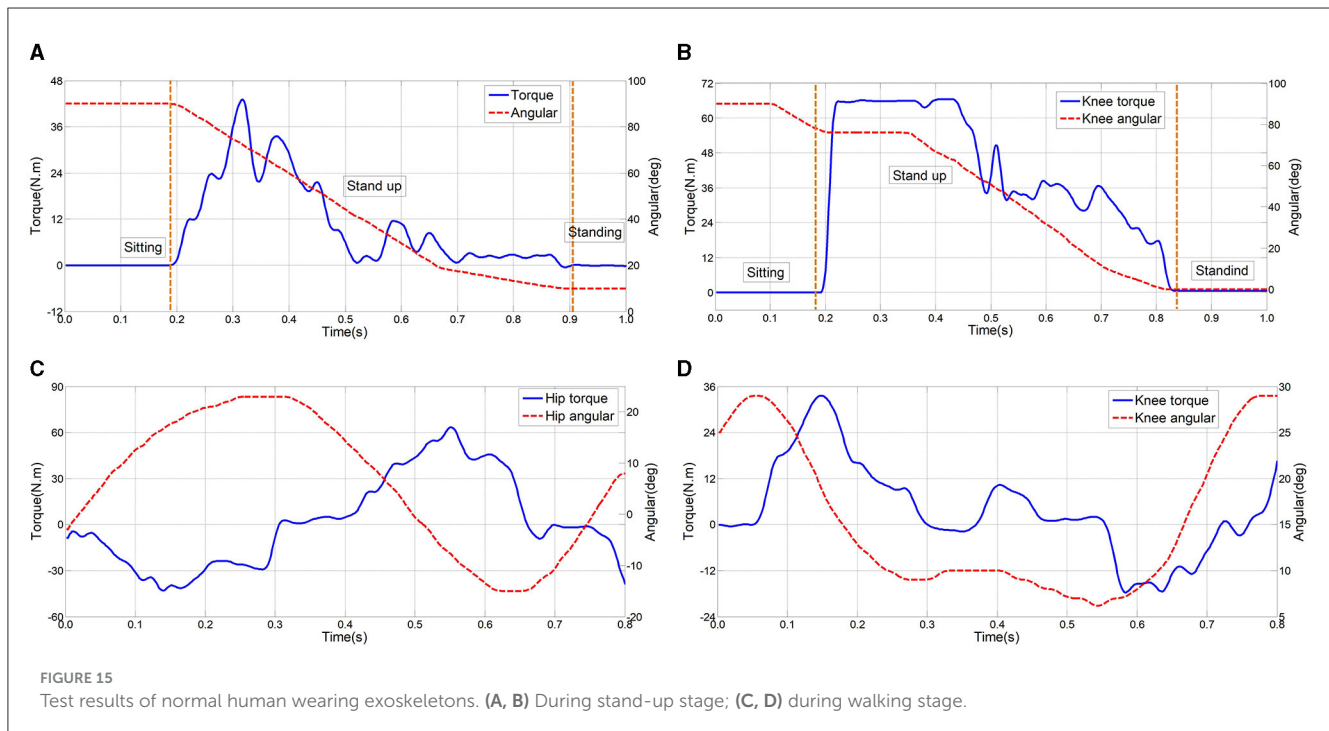 A
48
36
24
12
0
-12
Torque(N.m)
100
80
60
40
20
0
Angular(deg)
Torque
Angular
Sitting
Stand up
Standing
0.0 0.1 0.2 0.3 0.4 0.5 0.6 0.7 0.8 0.9 1.0
Time(s)
B
72
60
48
36
24
12
0
Torque(N.m)
100
80
60
40
20
0
Angular(deg)
Knee torque
Knee angular
Sitting
Stand up
Standind
0.0 0.1 0.2 0.3 0.4 0.5 0.6 0.7 0.8 0.9 1.0
Time(s)
C
90
60
30
0
-30
-60
Torque(N.m)
20
10
0
-10
-20
Angular(deg)
Hip torque
Hip angular
0.0 0.1 0.2 0.3 0.4 0.5 0.6 0.7 0.8
Time(s)
D
36
24
12
0
-12
-24
Torque(N.m)
30
25
20
15
10
5
Angular(deg)
Knee torque
Knee angular
0.0 0.1 0.2 0.3 0.4 0.5 0.6 0.7 0.8
Time(s)
FIGURE 15
Test results of normal human wearing exoskeletons. (A, B) During stand-up stage; (C, D) during walking stage.